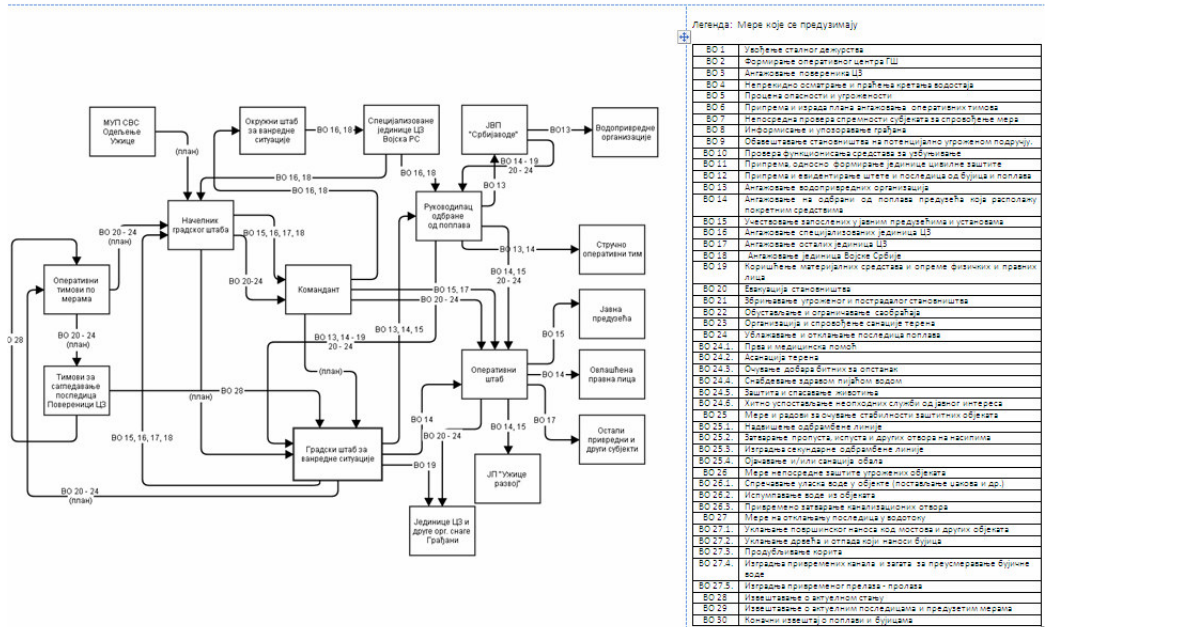 МУП СВС
Одељење
Ужице
(план)
Окружни штаб
за ванредне
ситуације
ВО 16, 18
Специјализоване
јединице ЦЗ
Војска РС
ЈВП
"Србијаводе"
ВО13
Водопривредне
организације
ВО 16, 18
ВО 16, 18
ВО 16, 18
ВО 14 - 19
20 - 24
ВО 13
Начелник
градског штаба
ВО 20 - 24
(план)
ВО 15, 16, 17, 18
Руководилац
одбране
од поплава
ВО 13, 14
Стручно
оперативни тим
Оперативни
тимови по
мерама
ВО 20-24
Командант
ВО 14, 15
20 - 24
ВО 15, 17
ВО 20 - 24
Јавна
предузећа
ВО 20 - 24
(план)
О 28
ВО 13, 14, 15
ВО 13, 14 - 19
20 - 24
ВО 15
Тимови за
сагледавање
последица
Повереници ЦЗ
ВО 28
(план)
(план)
Оперативни
штаб
ВО 14
Овлашћена
правна лица
ВО 15, 16, 17, 18
ВО 14
ВО 20 - 24
ВО 14, 15
ВО 17
Остали
привредни и
други субјекти
Градски штаб за
ванредне ситуације
ВО 19
ЈП "Ужице
развој"
ВО 20 - 24
(план)
Јединице ЦЗ и
друге орг. снаге
Грађани
Легенда: Мере које се предузимају
ВО 1 Увођење сталног дежурства
ВО 2 Формирање оперативног центра ГШ
ВО 3 Ангажовање повереника ЦЗ
ВО 4 Непрекидно осматрање и праћења кретања водостаја
ВО 5 Процена опасности и угрожености
ВО 6 Припрема и израда плана ангажовања оперативних тимова
ВО 7 Непосредна провера спремности субјеката за спровођење мера
ВО 8 Информисање и упозоравање грађана
ВО 9 Обавештавање становништва на потенцијално угроженом подручју.
ВО 10 Провера функционисања средстава за узбуњивање
ВО 11 Припрема, односно формирање јединице цивилне заштите
ВО 12 Припрема и евидентирање штете и последица од бујица и поплава
ВО 13 Ангажовање водопривредних организација
ВО 14 Ангажовање на одбрани од поплава предузећа која располажу
покретним средствима
ВО 15 Учествовање запослених у јавним предузећима и установама
ВО 16 Ангажовање специјализованих јединица ЦЗ
ВО 17 Ангажовање осталих јединица ЦЗ
ВО 18 Ангажовање јединица Војске Србије
ВО 19 Коришћење материјалних средстава и опреме физичких и правних
лица
ВО 20 Евакуација становништва
ВО 21 Збрињавање угроженог и пострадалог становништва
ВО 22 Обустављање и ограничавање саобраћаја
ВО 23 Организација и спровођење санације терена
ВО 24 Ублажавање и отклањање последица поплава
ВО 24.1. Прва и медицинска помоћ
ВО 24.2. Асанација терена
ВО 24.3. Очување добара битних за опстанак
ВО 24.4. Снабдевање здравом пијаћом водом
ВО 24.5. Заштита и спасавање животиња
ВО 24.6. Хитно успостављање неопходних служби од јавног интереса
ВО 25 Мере и радови за очување стабилности заштитних објеката
ВО 25.1. Надвишење одбрамбене линије
ВО 25.2. Затварање пропуста, испуста и других отвора на насипима
ВО 25.3. Изградња секундарне одбрамбене линије
ВО 25.4. Ојачавање и/или санација обала
ВО 26 Мере непосредне заштите угрожених објеката
ВО 26.1. Спречавање уласка воде у објекте (постављање џакова и др.)
ВО 26.2. Испумпавање воде из објеката
ВО 26.3. Привремено затварање канализационих отвора
ВО 27 Мере на отклањању последица у водотоку
ВО 27.1. Уклањање површинског наноса код мостова и других објеката
ВО 27.2. Уклањање дрвећа и отпада који наноси бујица
ВО 27.3. Продубљивање корита
ВО 27.4. Изградња привремених канала и загата за преусмеравање бујичне
воде
ВО 27.5. Изградња привременог прелаза - пролаза
ВО 28 Извештавање о актуелном стању
ВО 29 Извештавање о актуелним последицама и предузетим мерама
ВО 30 Коначни извештај о поплави и бујицама